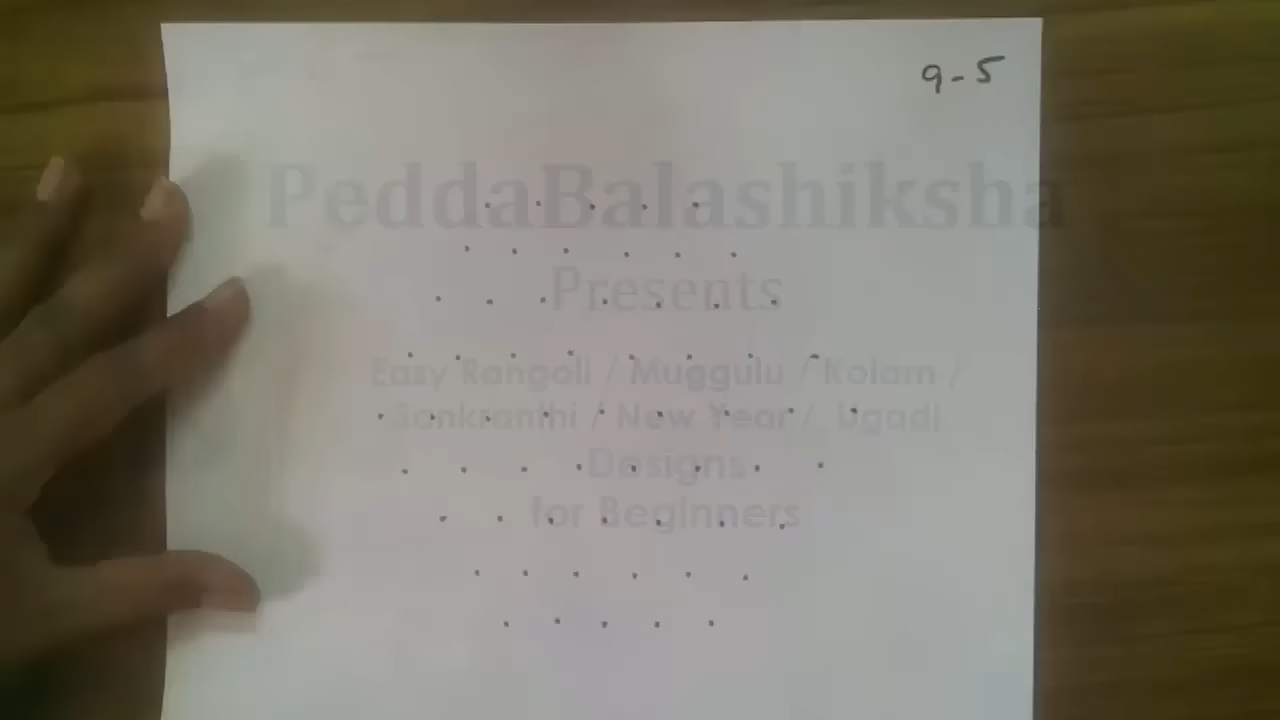 9-5
PeddaBalashiksha
Presents
Easy Rangoli / Muggulu / Kolam /
Sankranthi / New Year / Ugadi
Designs
for Beginners